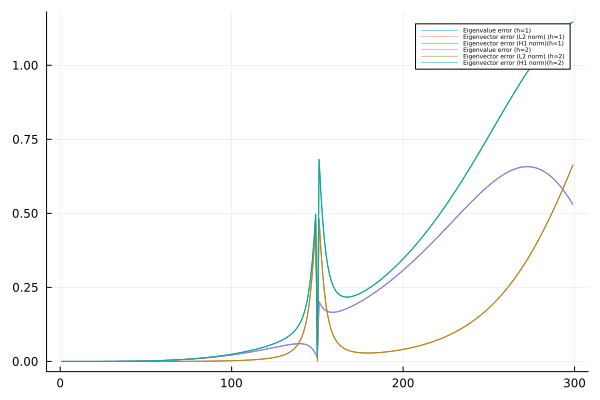 Eigenvalue error (h=1)
Eigenvector error (L2 norm) (h=1)
Eigenvector error (H1 norm)(h=1)
Eigenvalue error (h=2)
Eigenvector error (L2 norm) (h=2)
Eigenvector error (H1 norm)(h=2)
1.00
0.75
0.50
0.25
0.00
0 100 200 300